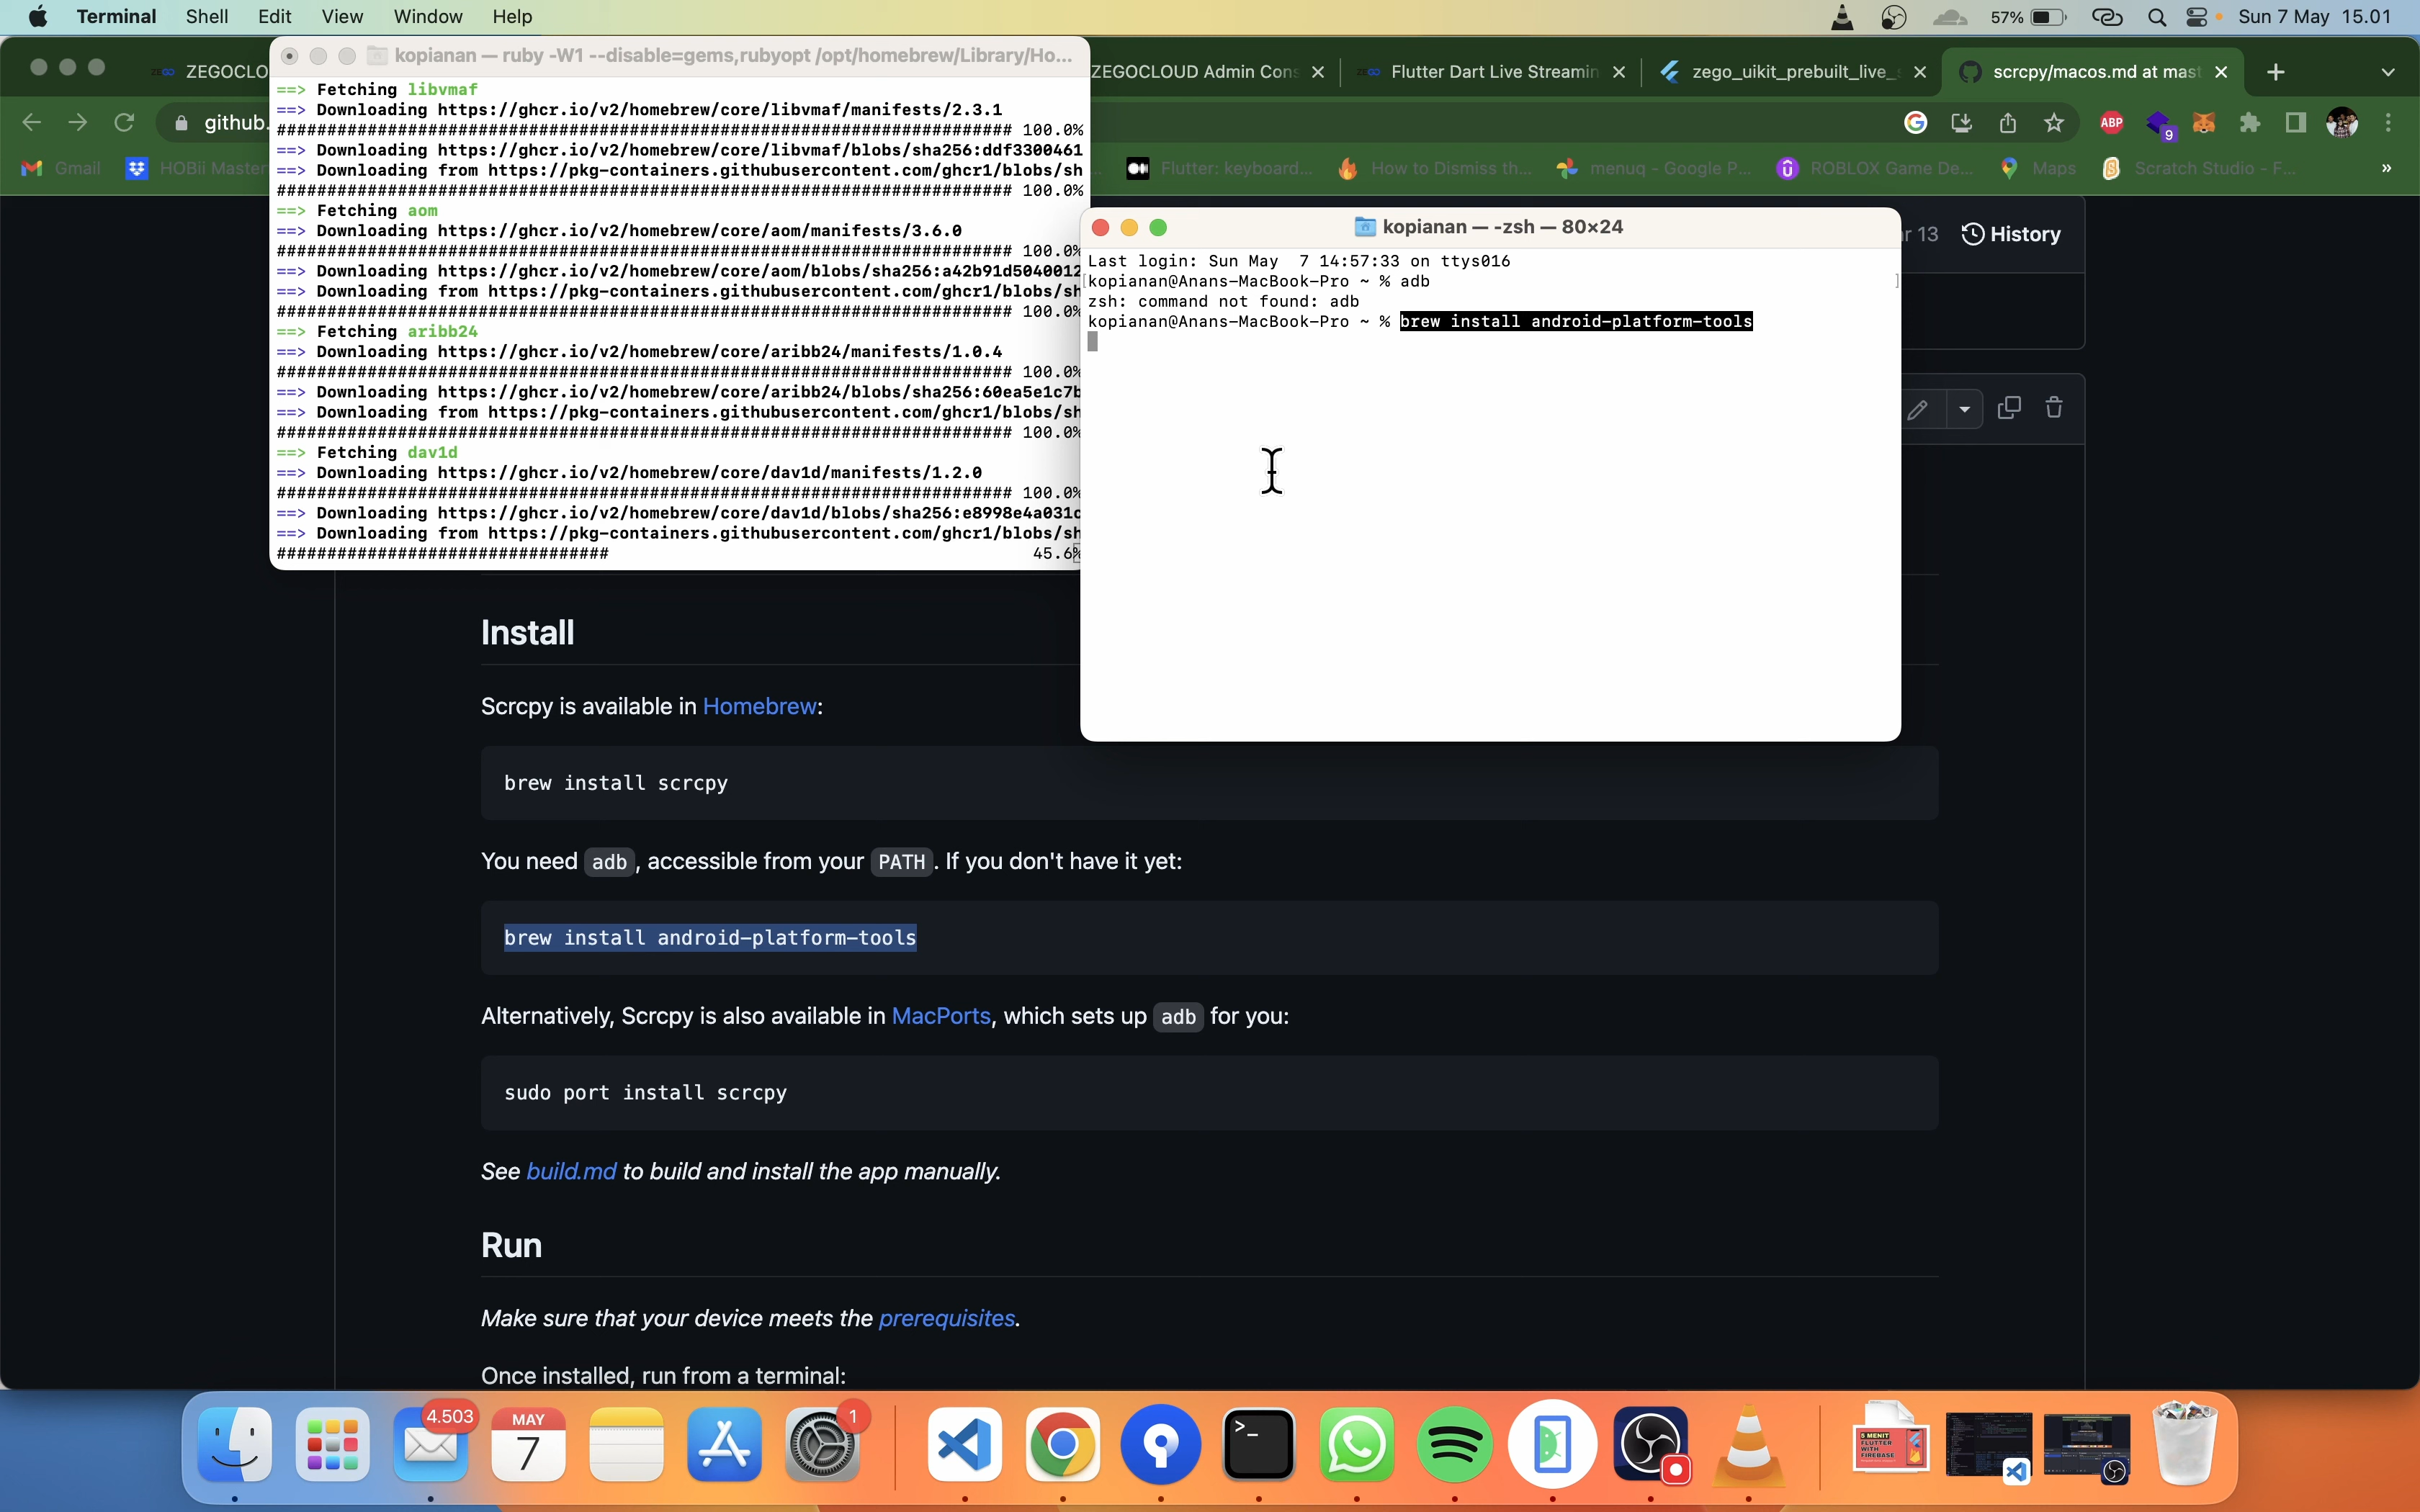 Terminal Shell Edit View Window Help
57% Sun 7 May 15.01
ZEGOCLO
ZEGOCLOUD Admin Cons
Flutter Dart Live Streamin
zego_uikit_prebuilt_live_
scrcpy/macos.md at mast
github.
ABP
9
Gmail
HOBii Master
Flutter: keyboard...
How to Dismiss th...
menuq - Google P...
ROBLOX Game De...
Maps
Scratch Studio - F...
»
kopianan — ruby -W1 --disable=gems,rubyopt /opt/homebrew/Library/Ho...
==> Fetching libvmaf
==> Downloading https://ghcr.io/v2/homebrew/core/libvmaf/manifests/2.3.1
######################################################################### 100.0%
==> Downloading https://ghcr.io/v2/homebrew/core/libvmaf/blobs/sha256:ddf3300461
==> Downloading from https://pkg-containers.githubusercontent.com/ghcr1/blobs/sh
######################################################################### 100.0%
==> Fetching aom
==> Downloading https://ghcr.io/v2/homebrew/core/aom/manifests/3.6.0
######################################################################### 100.0%
==> Downloading https://ghcr.io/v2/homebrew/core/aom/blobs/sha256:a42b91d5040012
==> Downloading from https://pkg-containers.githubusercontent.com/ghcr1/blobs/sh
######################################################################### 100.0%
==> Fetching aribb24
==> Downloading https://ghcr.io/v2/homebrew/core/aribb24/manifests/1.0.4
######################################################################### 100.0%
==> Downloading https://ghcr.io/v2/homebrew/core/aribb24/blobs/sha256:60ea5e1c7b
==> Downloading from https://pkg-containers.githubusercontent.com/ghcr1/blobs/sh
######################################################################### 100.0%
==> Fetching dav1d
==> Downloading https://ghcr.io/v2/homebrew/core/dav1d/manifests/1.2.0
######################################################################### 100.0%
==> Downloading https://ghcr.io/v2/homebrew/core/dav1d/blobs/sha256:e8998e4a031c
==> Downloading from https://pkg-containers.githubusercontent.com/ghcr1/blobs/sh
################################# 45.6%
kopianan — -zsh — 80×24
Last login: Sun May  7 14:57:33 on ttys016
[kopianan@Anans-MacBook-Pro ~ % adb ]
zsh: command not found: adb
kopianan@Anans-MacBook-Pro ~ % brew install android-platform-tools
r 13 History
Install
Scrcpy is available in Homebrew:
brew install scrcpy
You need adb, accessible from your PATH. If you don't have it yet:
brew install android-platform-tools
Alternatively, Scrcpy is also available in MacPorts, which sets up adb for you:
sudo port install scrcpy
See build.md to build and install the app manually.
Run
Make sure that your device meets the prerequisites.
Once installed, run from a terminal:
4.503
MAY
7
1
>_
5 MENIT
FLUTTER
WITH
FIREBASE